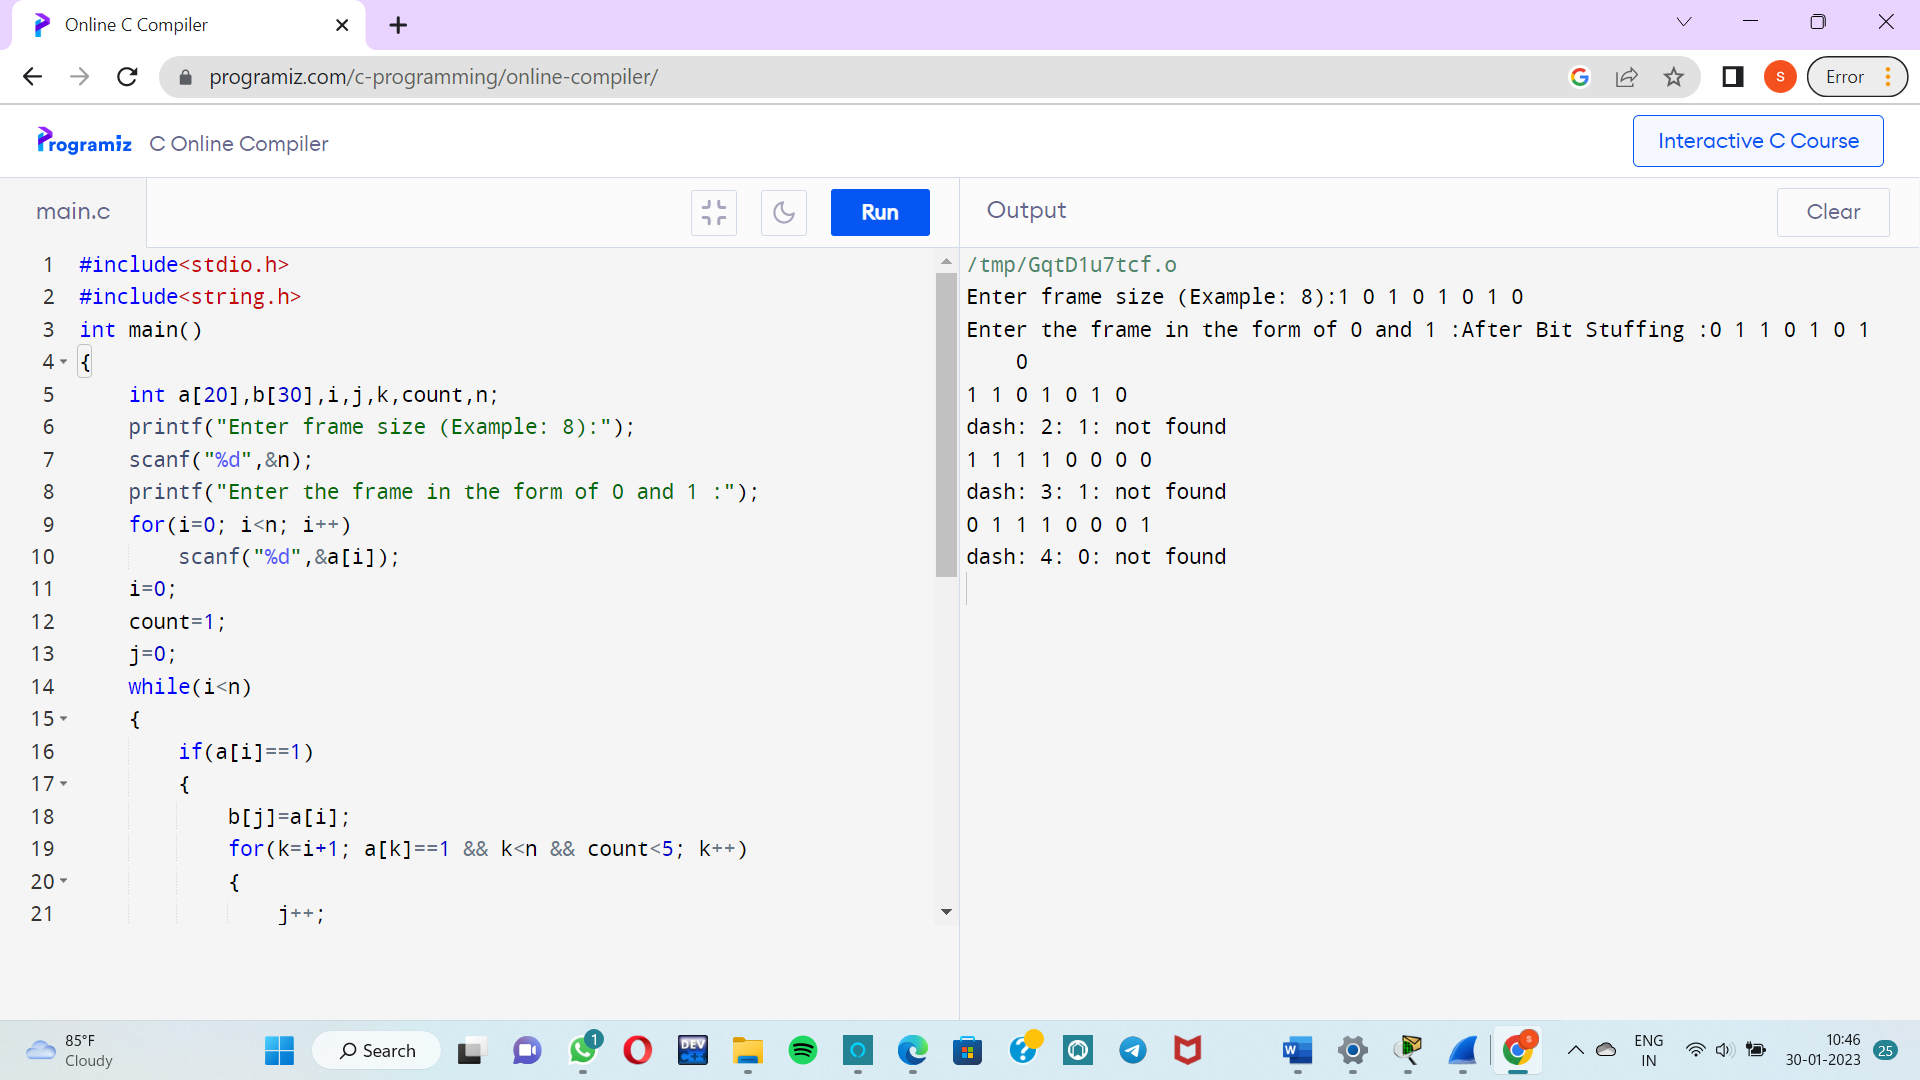 Online C Compiler
programiz.com/c-programming/online-compiler/
S
Error
Programiz C Online Compiler
Interactive C Course
main.c
Run
Output
Clear
1 #include<stdio.h>
2 #include<string.h>
3 int main()
4 {
5 int a[20],b[30],i,j,k,count,n;
6 printf("Enter frame size (Example: 8):");
7 scanf("%d",&n);
8 printf("Enter the frame in the form of 0 and 1 :");
9 for(i=0; i<n; i++)
10 scanf("%d",&a[i]);
11 i=0;
12 count=1;
13 j=0;
14 while(i<n)
15 {
16 if(a[i]==1)
17 {
18 b[j]=a[i];
19 for(k=i+1; a[k]==1 && k<n && count<5; k++)
20 {
21 j++;
/tmp/GqtD1u7tcf.o
Enter frame size (Example: 8):1 0 1 0 1 0 1 0
Enter the frame in the form of 0 and 1 :After Bit Stuffing :0 1 1 0 1 0 1
0
1 1 0 1 0 1 0
dash: 2: 1: not found
1 1 1 1 0 0 0 0
dash: 3: 1: not found
0 1 1 1 0 0 0 1
dash: 4: 0: not found
85°F
Cloudy
Search
1
DEV
C++
W
S
ENG
IN
10:46
30-01-2023
25